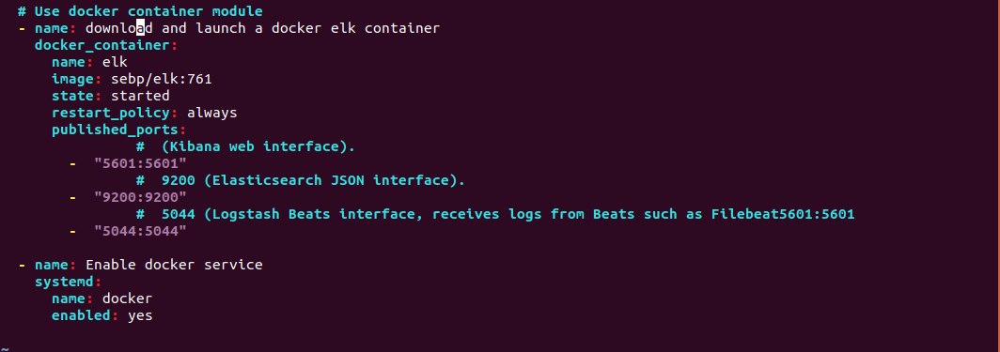 # Use docker container module
- name: download and launch a docker elk container
docker_container:
name: elk
image: sebp/elk:761
state: started
restart_policy: always
published_ports:
#  (Kibana web interface).
-  "5601:5601"
#  9200 (Elasticsearch JSON interface).
-  "9200:9200"
#  5044 (Logstash Beats interface, receives logs from Beats such as Filebeat5601:5601
-  "5044:5044"
- name: Enable docker service
systemd:
name: docker
enabled: yes
~